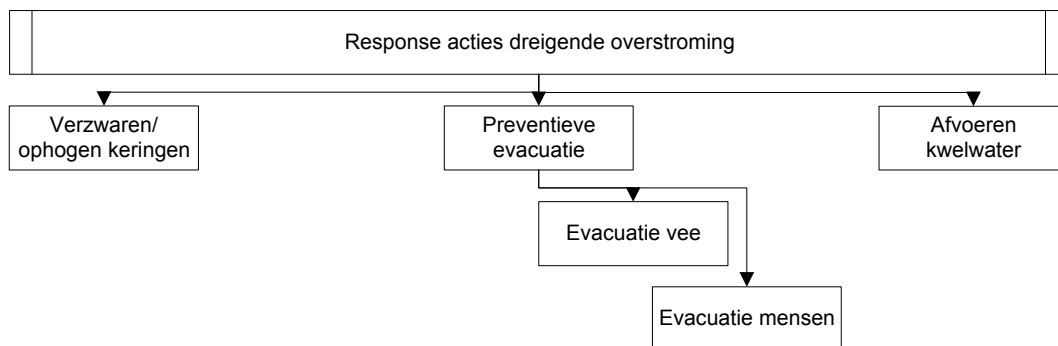 Response acties dreigende overstroming
Verzwaren/
ophogen keringen
Preventieve
evacuatie
Afvoeren
kwelwater
Evacuatie vee
Evacuatie mensen